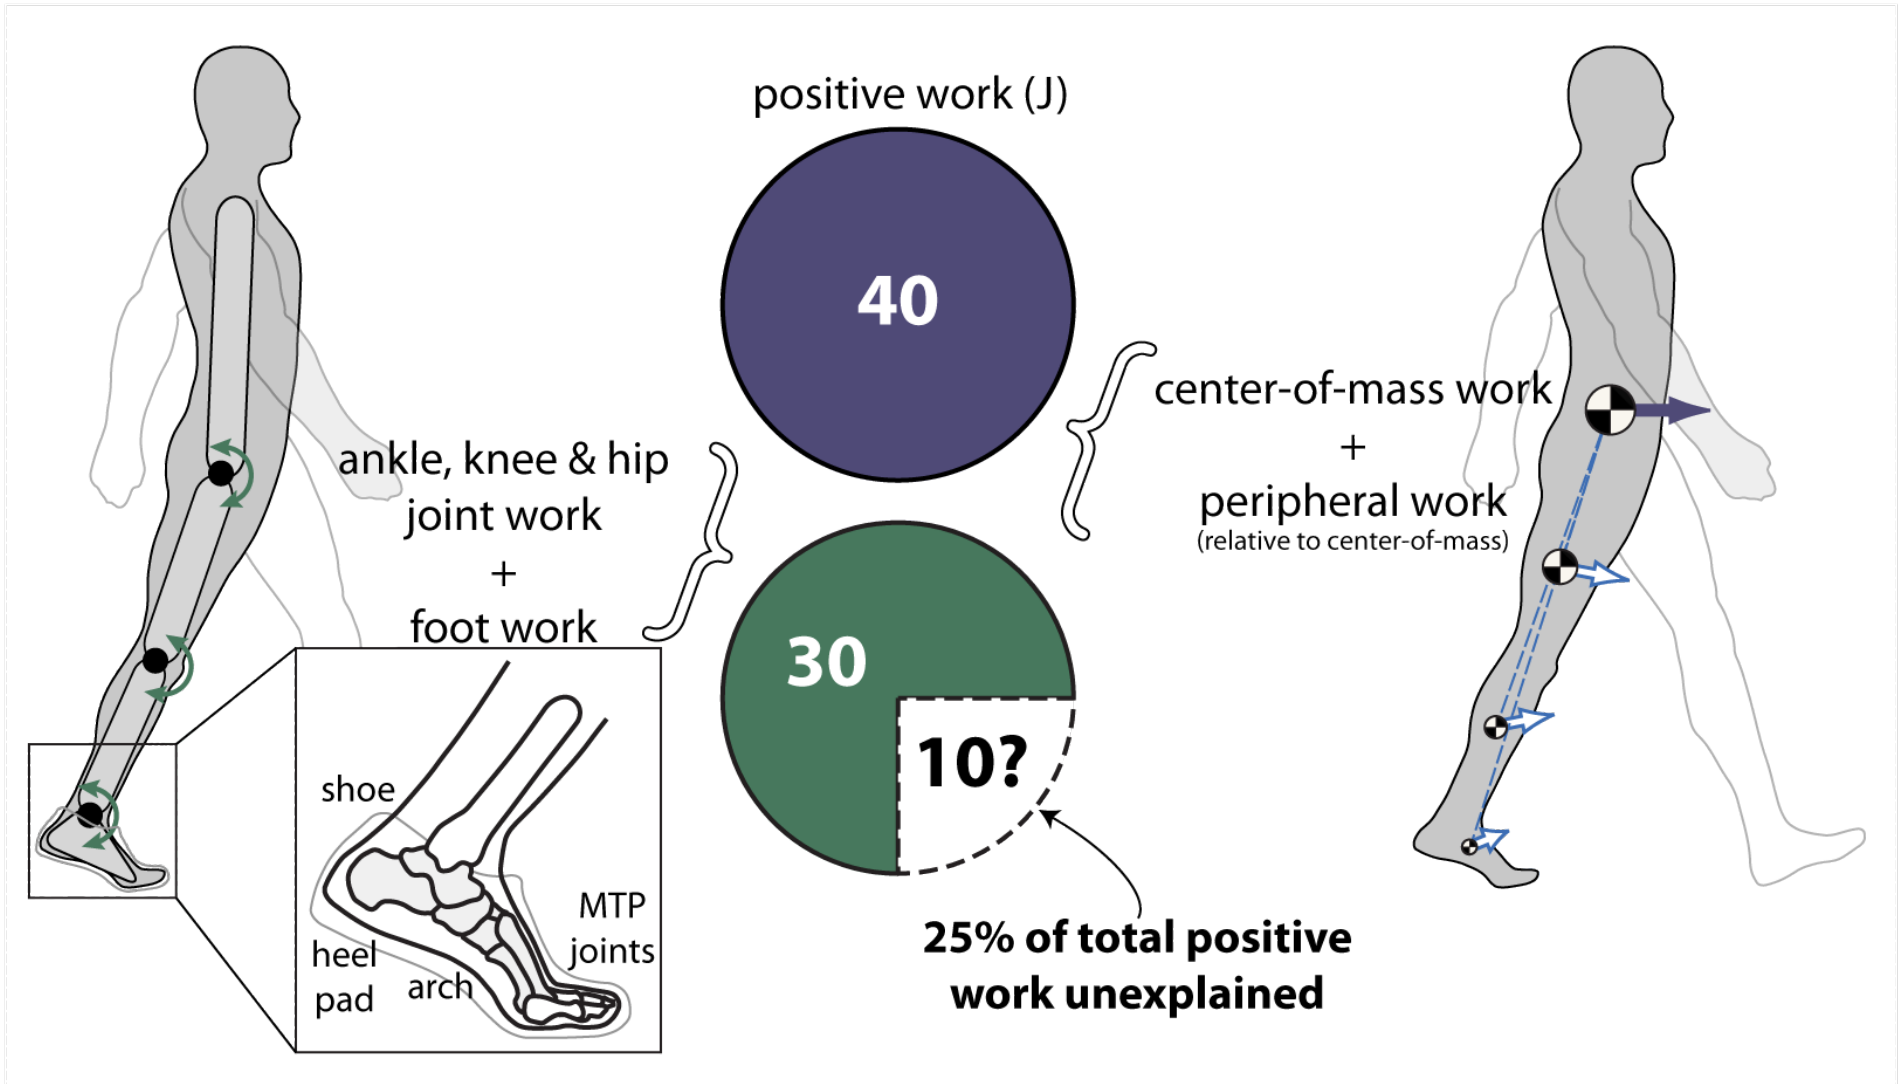 positive work (J)
40
ankle, knee & hip
joint work
+
foot work
center-of-mass work
+
peripheral work
(relative to center-of-mass)
30
10?
25% of total positive
work unexplained
shoe
heel
pad
arch
MTP
joints